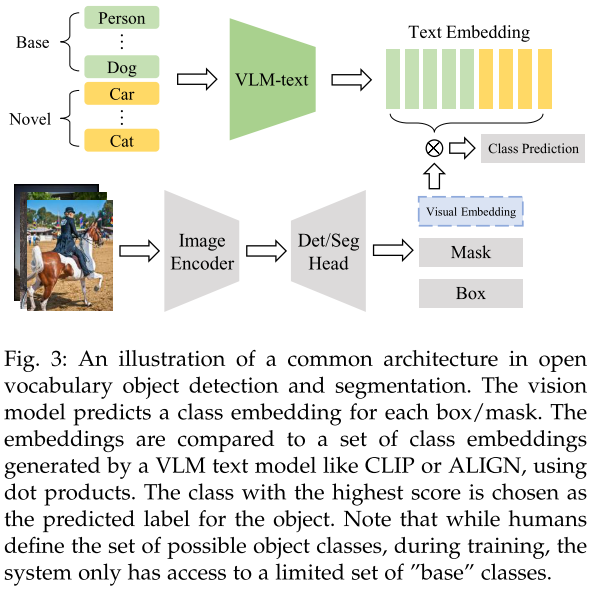 Base
Person
⋮
Dog
Novel
Car
⋮
Cat
VLM-text
Text Embedding
⊗
Class Prediction
Image
Encoder
Det/Seg
Head
Visual Embedding
Mask
Box
Fig. 3: An illustration of a common architecture in open
vocabulary object detection and segmentation. The vision
model predicts a class embedding for each box/mask. The
embeddings are compared to a set of class embeddings
generated by a VLM text model like CLIP or ALIGN, using
dot products. The class with the highest score is chosen as
the predicted label for the object. Note that while humans
define the set of possible object classes, during training, the
system only has access to a limited set of ”base” classes.